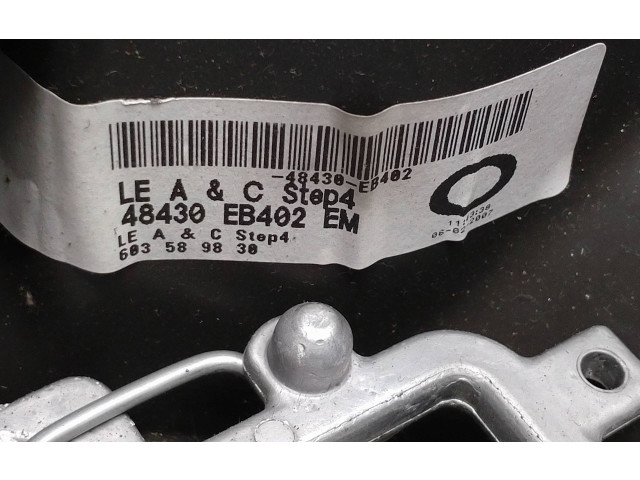 -48430-EB402
LE A & C Step4
48430 EB402 EM
LE A & C Step4
603 58 98 30